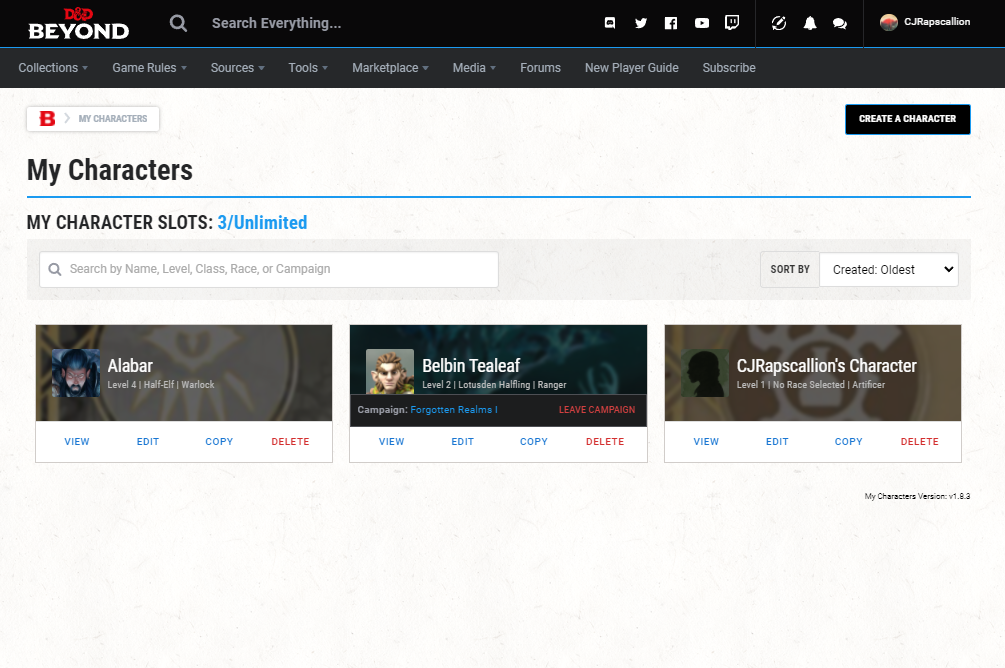 D&D
BEYOND
Search Everything...
CJRapscallion
Collections Game Rules Sources Tools Marketplace Media Forums New Player Guide Subscribe
B MY CHARACTERS
CREATE A CHARACTER
My Characters
MY CHARACTER SLOTS: 3/Unlimited
Search by Name, Level, Class, Race, or Campaign
SORT BY Created: Oldest
Alabar
Level 4 | Half-Elf | Warlock
VIEW EDIT COPY DELETE
Belbin Tealeaf
Level 2 | Lotusden Halfling | Ranger
Campaign: Forgotten Realms I LEAVE CAMPAIGN
VIEW EDIT COPY DELETE
CJRapscallion's Character
Level 1 | No Race Selected | Artificer
VIEW EDIT COPY DELETE
My Characters Version: v1.8.3